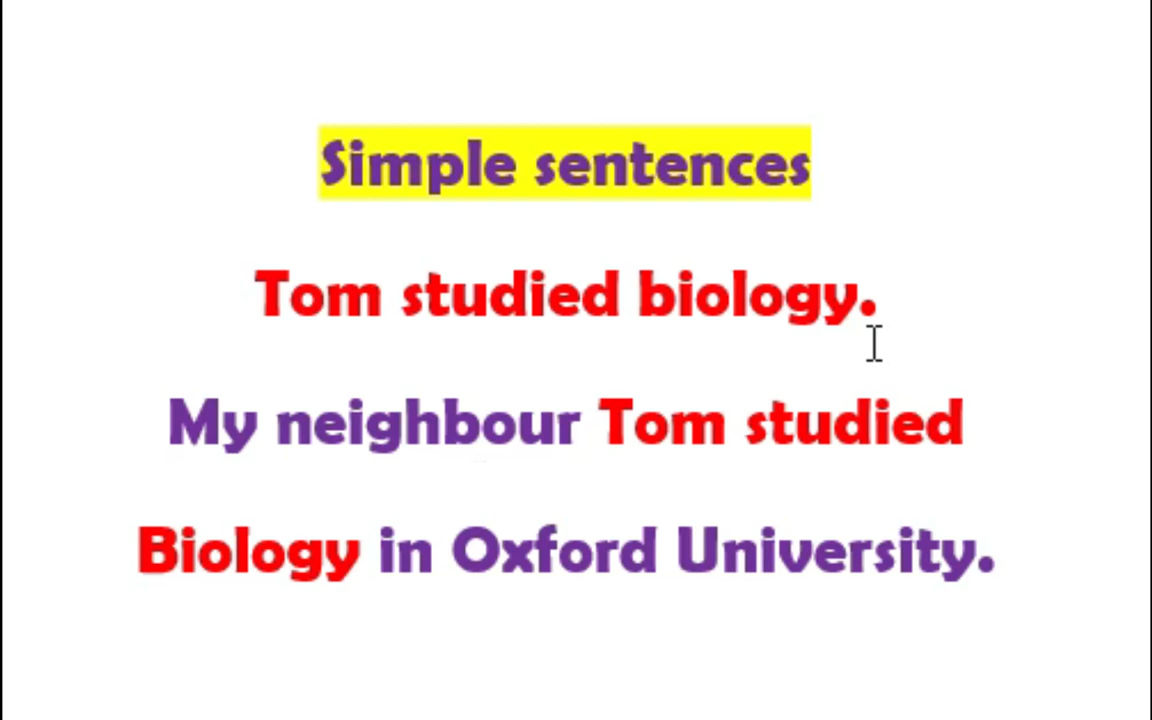 Simple sentences
Tom studied biology.
My neighbour Tom studied
Biology in Oxford University.